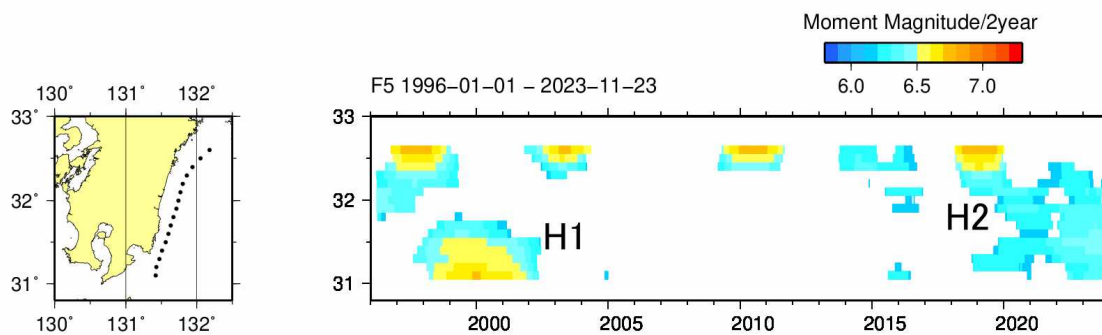 Moment Magnitude/2year
6.0 6.5 7.0
F5 1996-01-01 - 2023-11-23
130° 131° 132°
33° 33
32° 32
31° 31
H1 H2
130° 131° 132°
2000 2005 2010 2015 2020